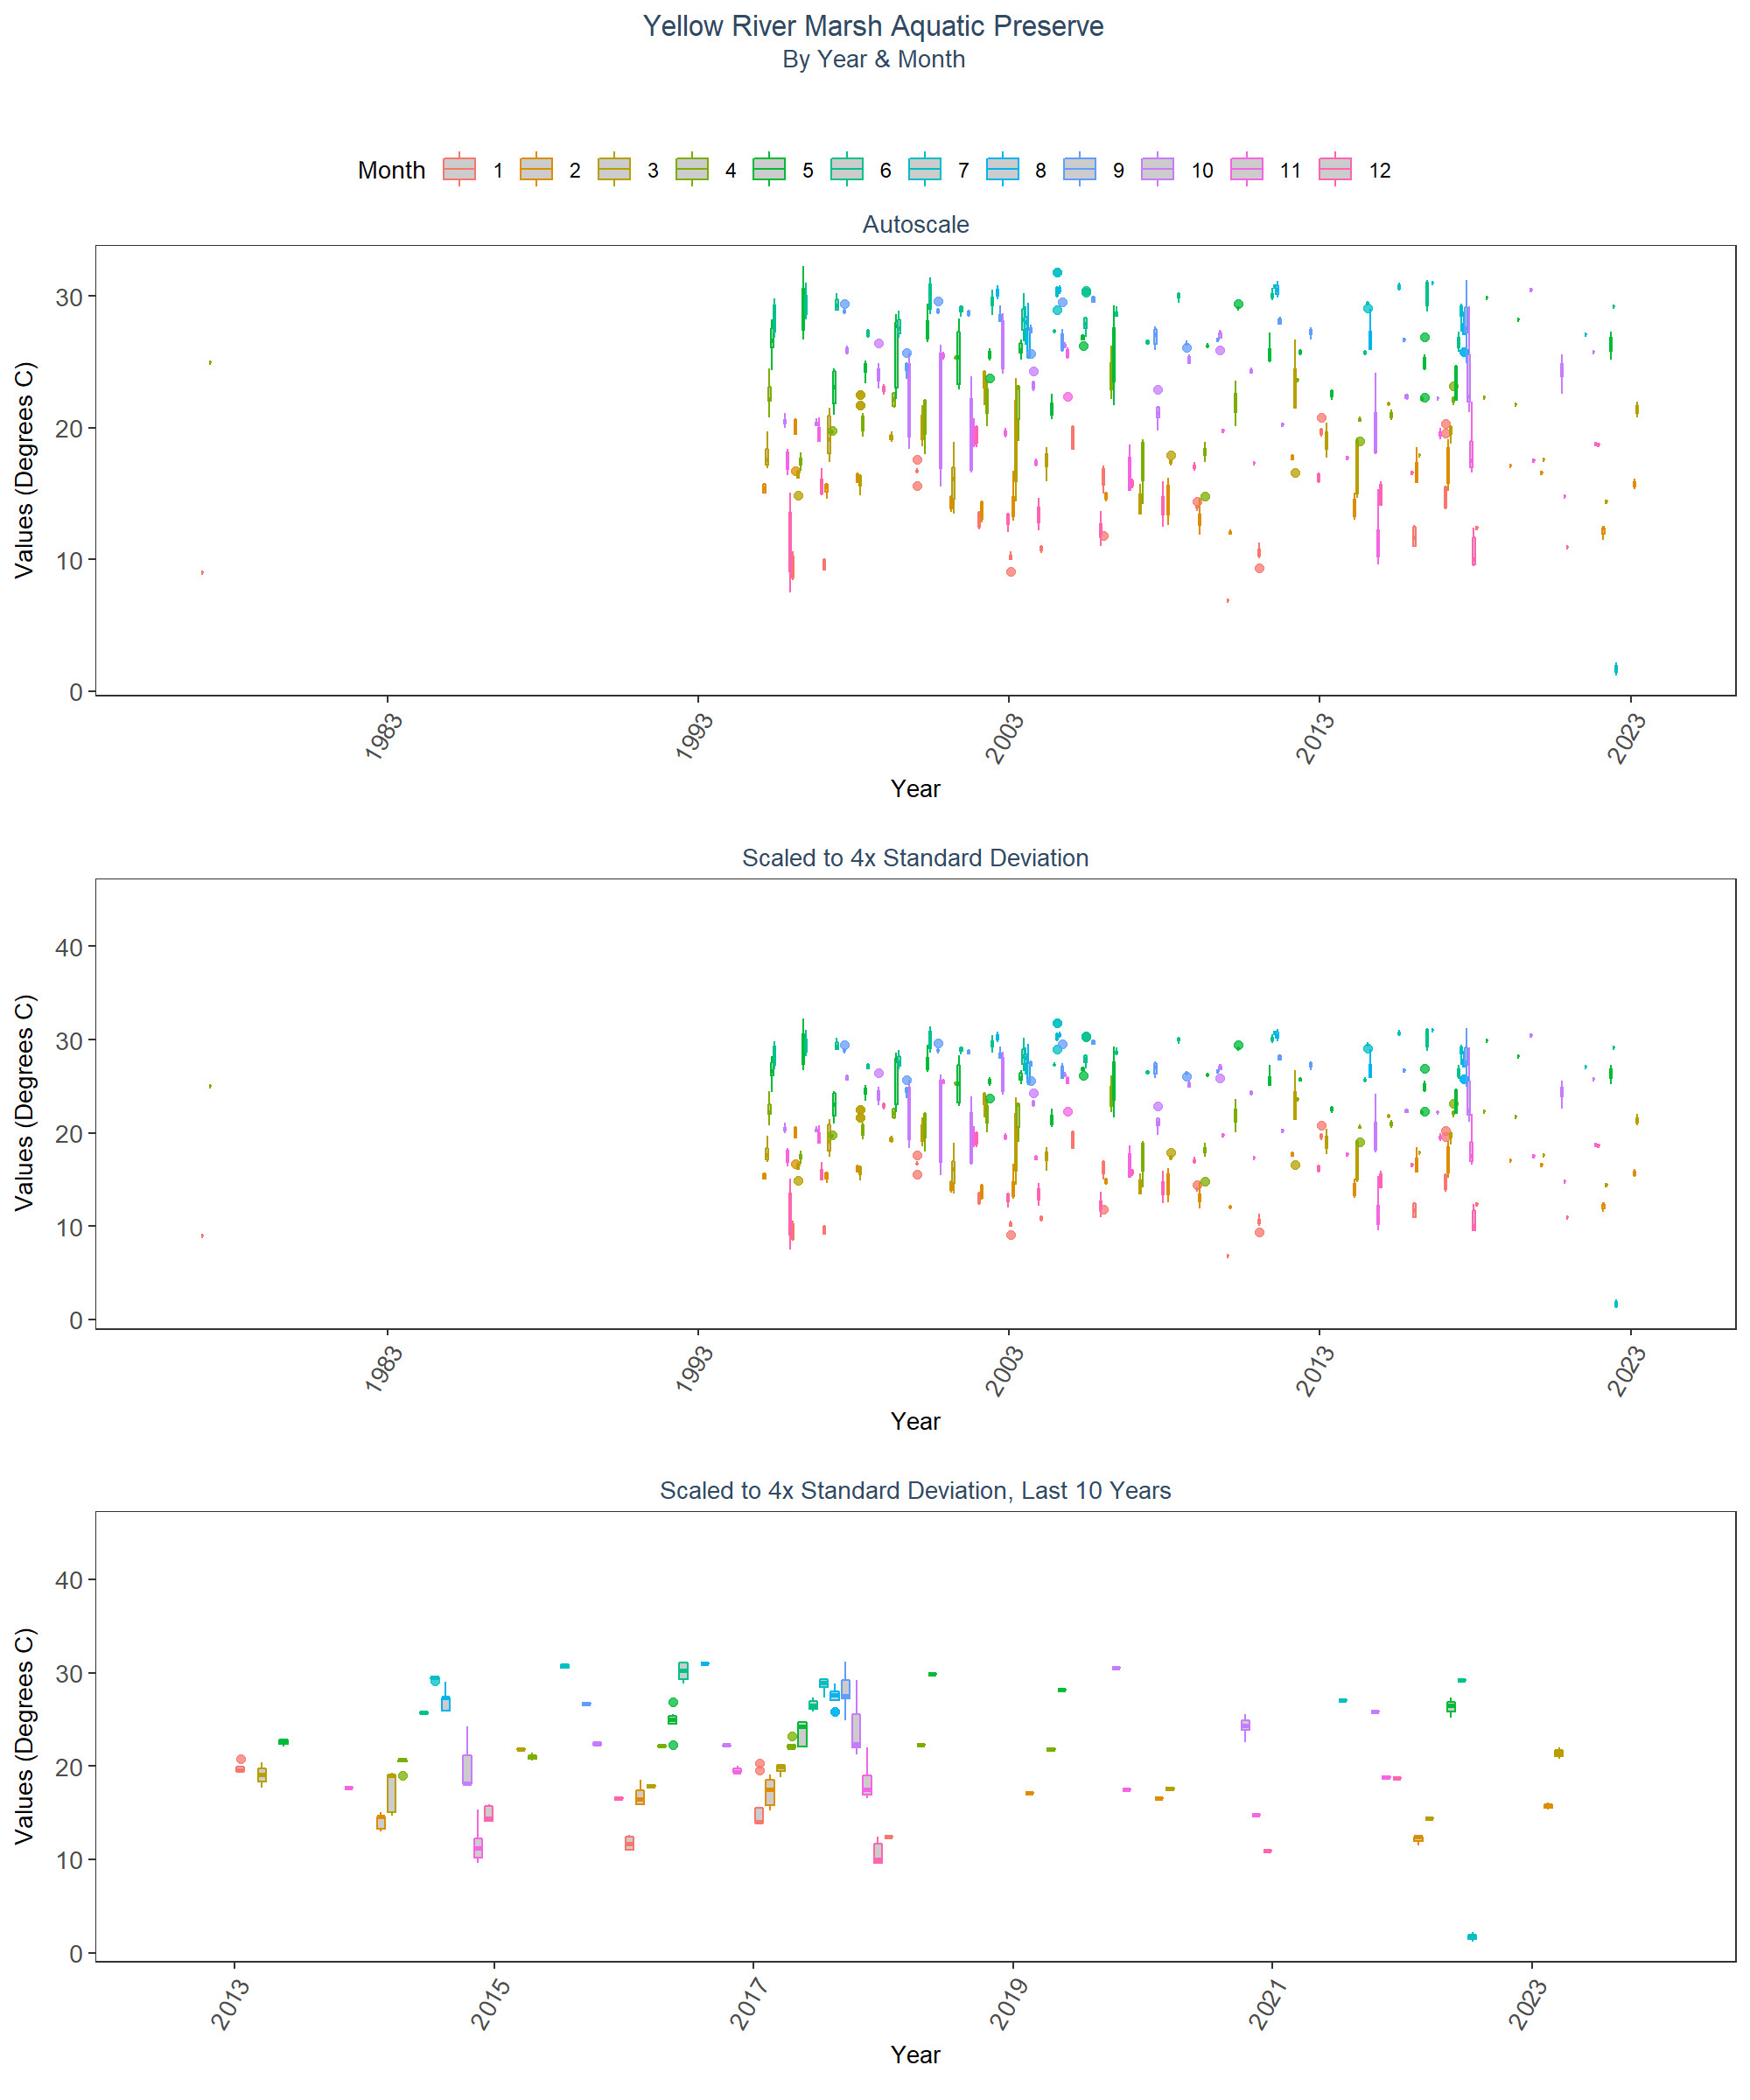 Yellow River Marsh Aquatic Preserve
By Year & Month
Month 1 2 3 4 5 6 7 8 9 10 11 12
Autoscale
Values (Degrees C)
30
20
10
0
1983 1993 2003 2013 2023
Year
Scaled to 4x Standard Deviation
Values (Degrees C)
40
30
20
10
0
1983 1993 2003 2013 2023
Year
Scaled to 4x Standard Deviation, Last 10 Years
Values (Degrees C)
40
30
20
10
0
2013 2015 2017 2019 2021 2023
Year